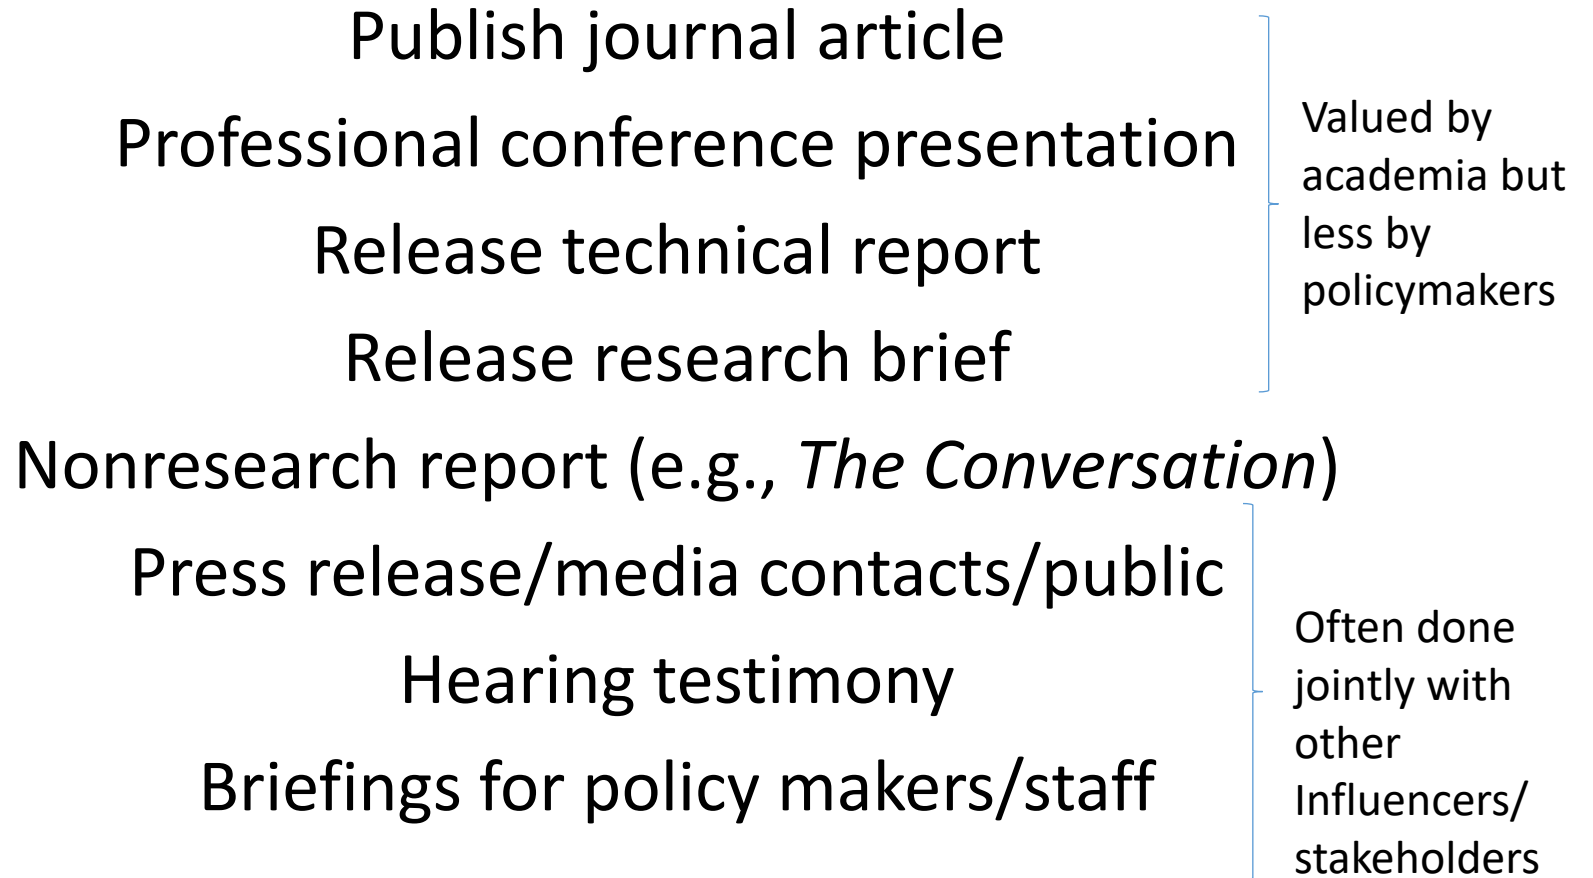 Publish journal article
Professional conference presentation
Release technical report
Release research brief
Valued by
academia but
less by
policymakers
Nonresearch report (e.g., The Conversation)
Press release/media contacts/public
Hearing testimony
Briefings for policy makers/staff
Often done
jointly with
other
Influencers/
stakeholders